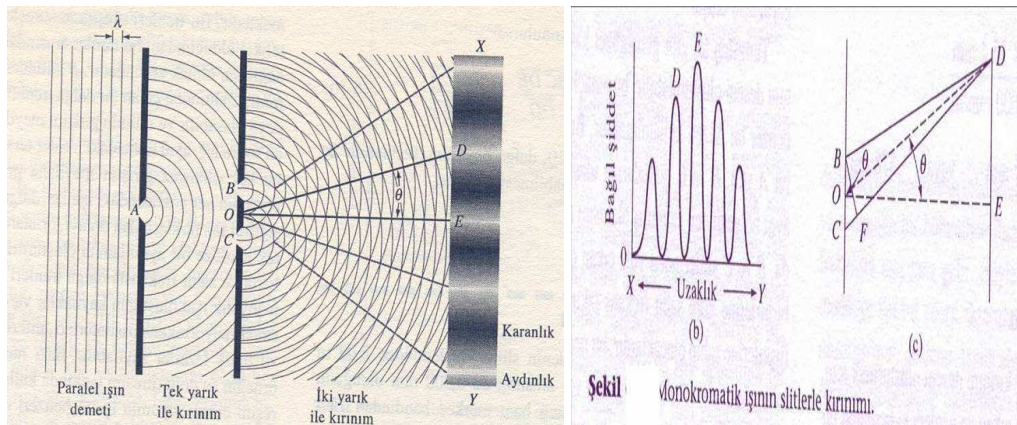 λ
X
D
B
A
O
θ
E
C
Karanlık
Aydınlık
Paralel ışın
demeti
Tek yarık
ile kırınım
İki yarık
ile kırınım
Y
E
D
Bağıl şiddet
0
X ← Uzaklık → Y
(b)
D
B
θ
θ
O
E
C
F
(c)
Şekil Monokromatik ışının slitlerle kırınımı.